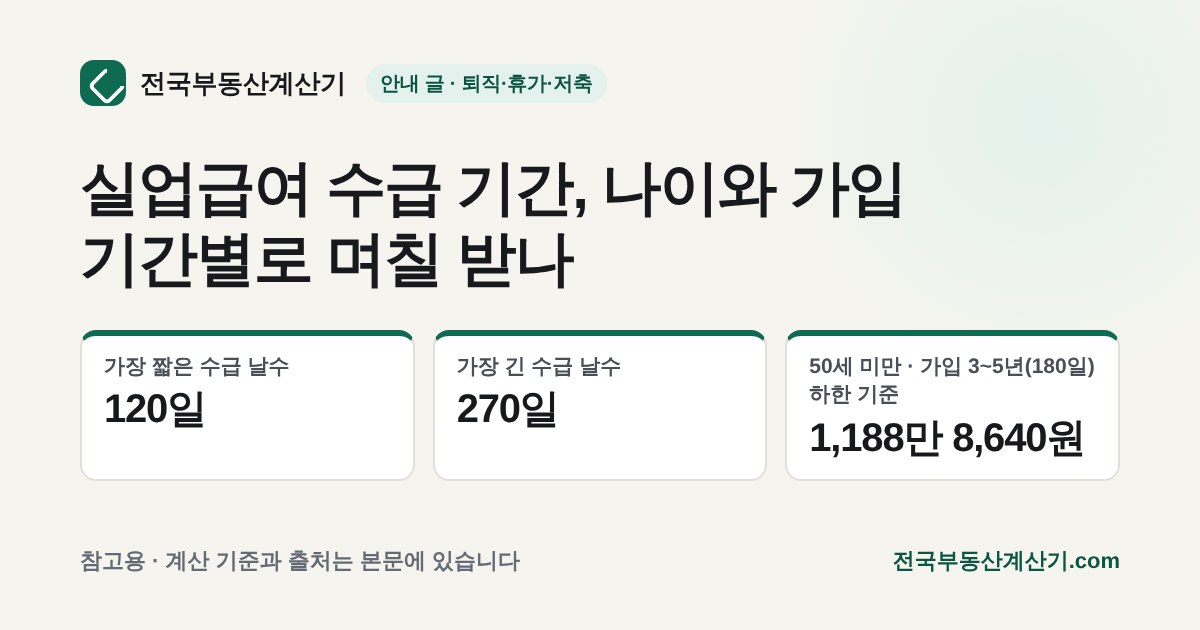 전국부동산계산기
안내 글 · 퇴직·휴가·저축
실업급여 수급 기간, 나이와 가입
기간별로 며칠 받나
가장 짧은 수급 날수
120일
가장 긴 수급 날수
270일
50세 미만 · 가입 3~5년(180일)
하한 기준
1,188만 8,640원
참고용 · 계산 기준과 출처는 본문에 있습니다
전국부동산계산기.com